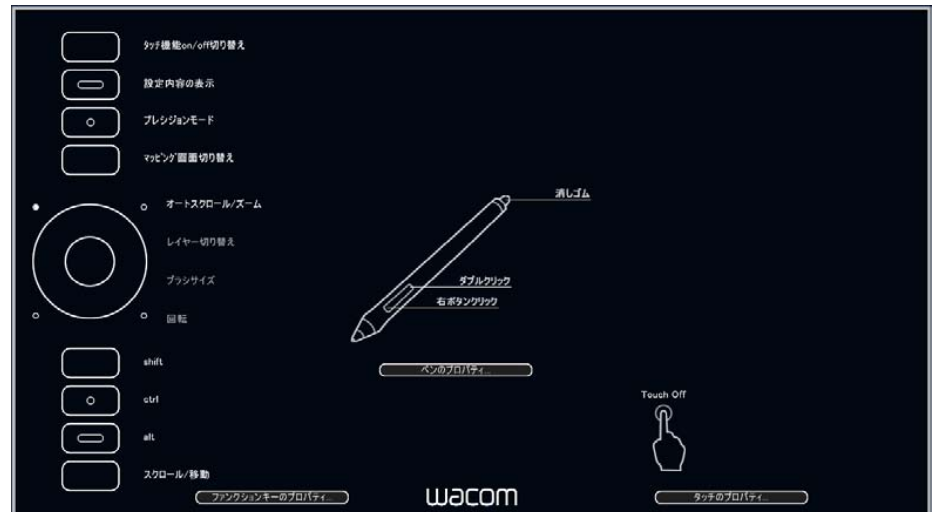 タッチ機能on/off切り替え
設定内容の表示
プレシジョンモード
マッピング画面切り替え
オートスクロール/ズーム
レイヤー切り替え
ブラシサイズ
回転
shift
ctrl
alt
スクロール/移動
ファンクションキーのプロパティ...
消しゴム
ダブルクリック
右ボタンクリック
ペンのプロパティ...
wacom
Touch Off
タッチのプロパティ...